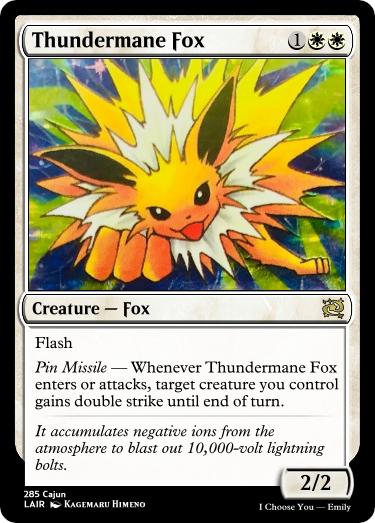 Thundermane Fox 1
Creature — Fox
Flash
Pin Missile — Whenever Thundermane Fox
enters or attacks, target creature you control
gains double strike until end of turn.
It accumulates negative ions from the
atmosphere to blast out 10,000-volt lightning
bolts.
2/2
285 Cajun
LAIR Kagemaru Himeno
I Choose You — Emily